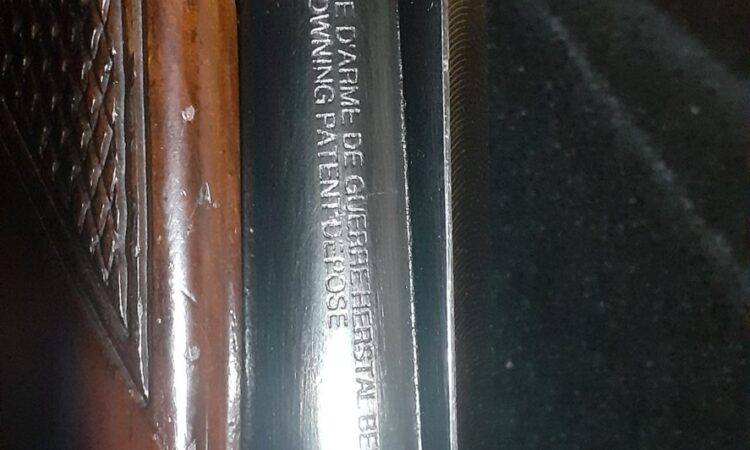 E D'ARME DE GUERRE HERSTAL BE
OWNING PATENT DEPOSE